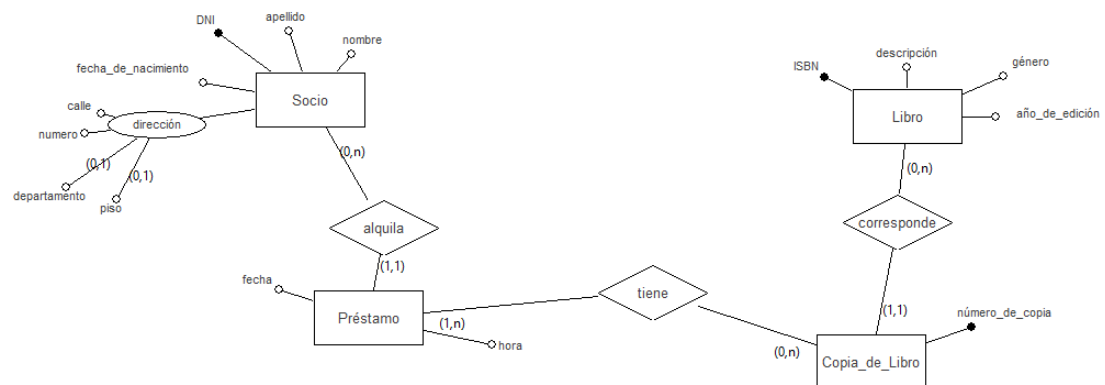 DNI
apellido
nombre
fecha_de_nacimiento
Socio
calle
dirección
numero
(0,1)
departamento
(0,1)
piso
(0,n)
alquila
(1,1)
fecha
Préstamo
(1,n)
hora
tiene
(0,n)
ISBN
descripción
género
Libro
año_de_edición
(0,n)
corresponde
(1,1)
número_de_copia
Copia_de_Libro